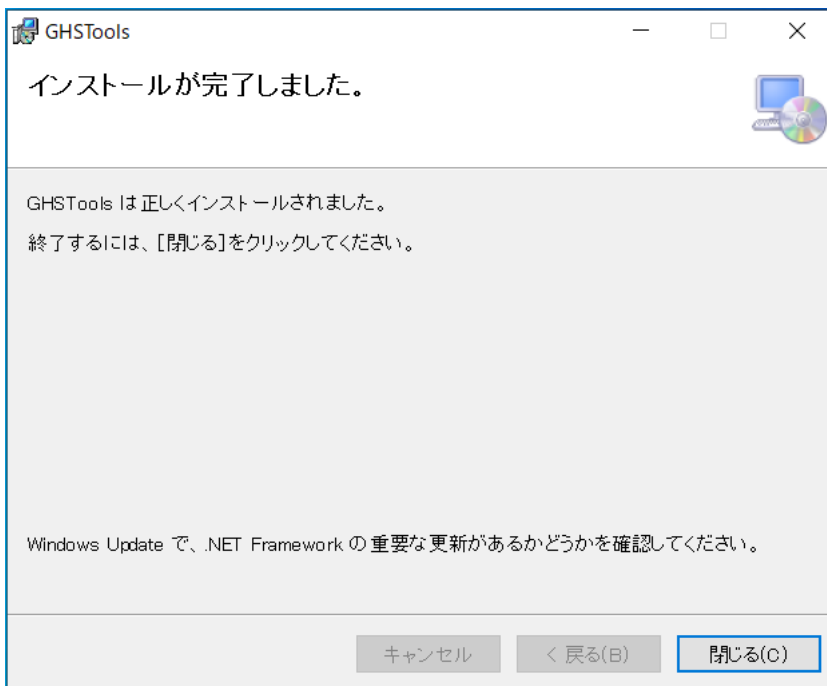 GHSTools
インストールが完了しました。
GHSTools は正しくインストールされました。
終了するには、[閉じる]をクリックしてください。
Windows Update で、.NET Framework の重要な更新があるかどうかを確認してください。
キャンセル
< 戻る(B)
閉じる(C)